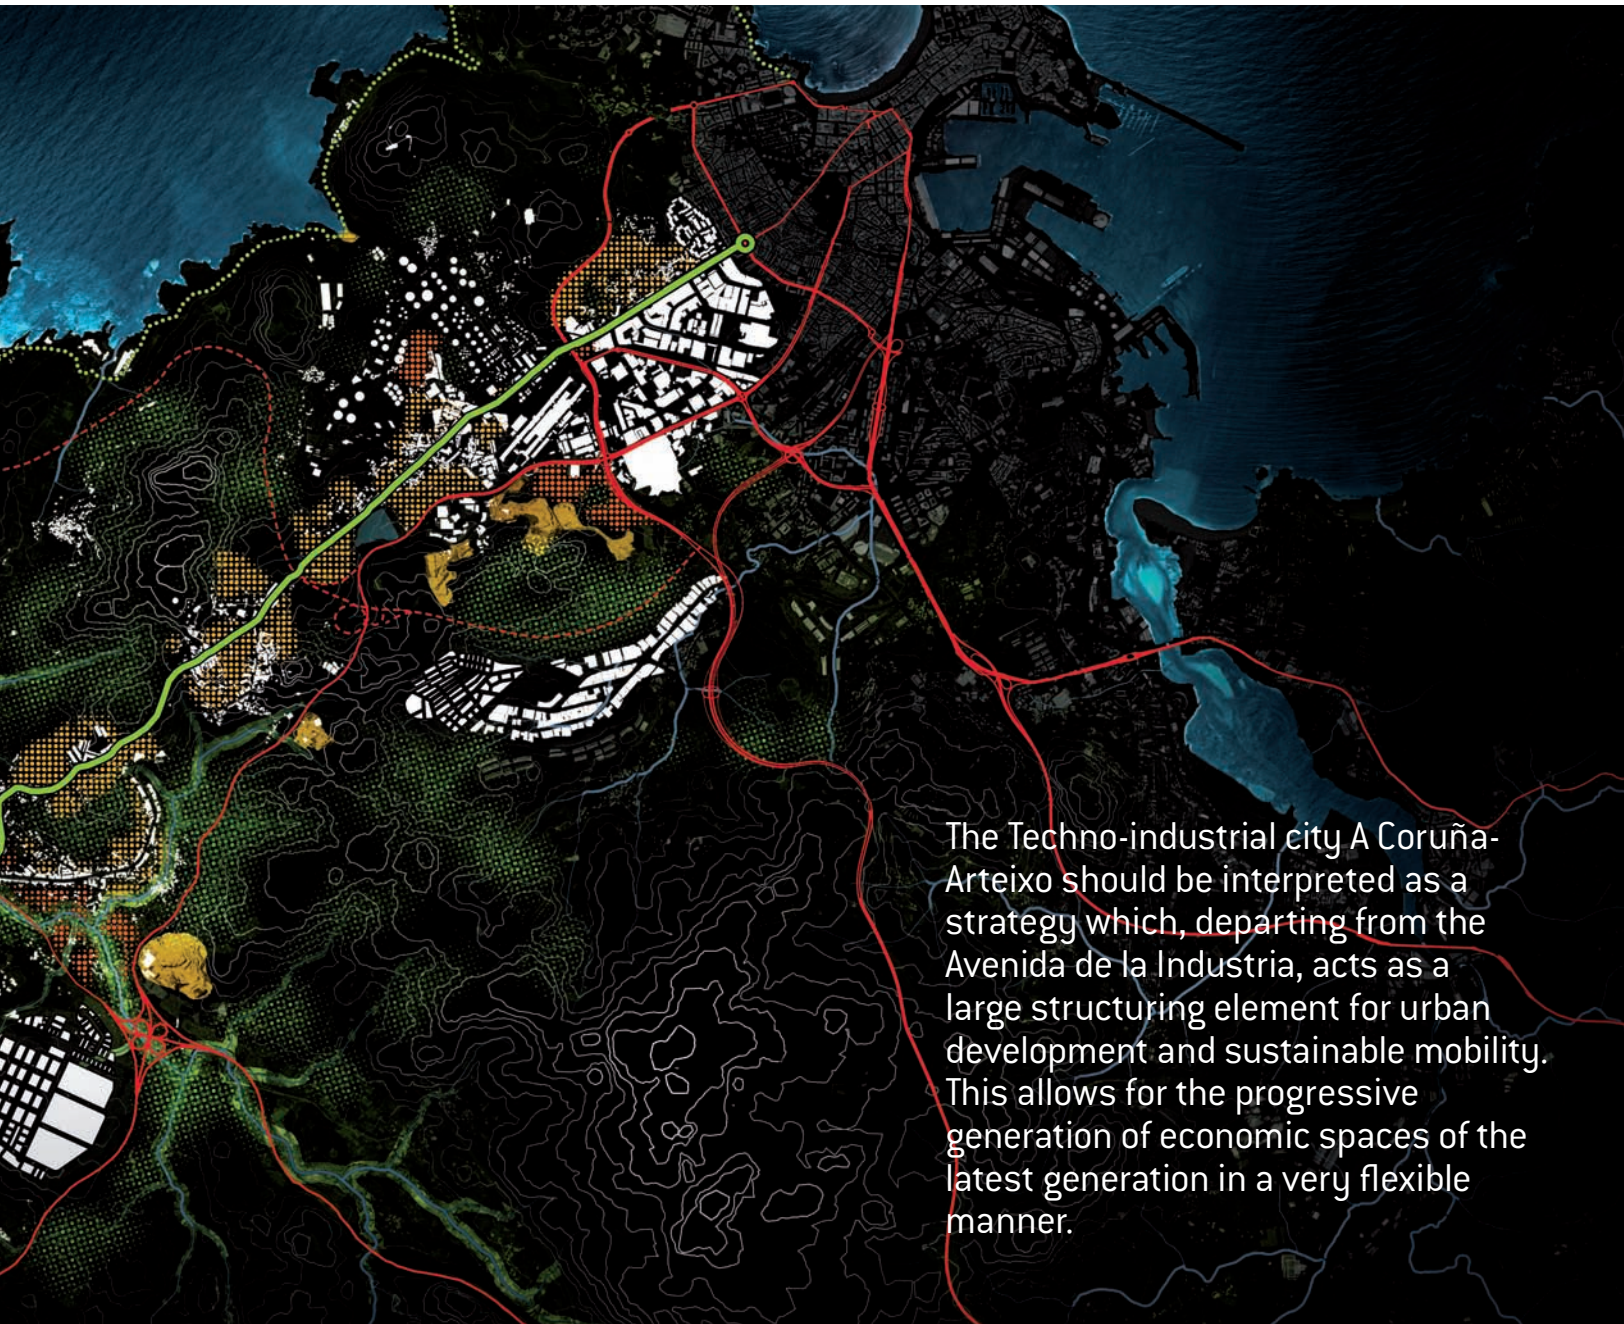 The Techno-industrial city A Coruña-
Arteixo should be interpreted as a
strategy which, departing from the
Avenida de la Industria, acts as a
large structuring element for urban
development and sustainable mobility.
This allows for the progressive
generation of economic spaces of the
latest generation in a very flexible
manner.